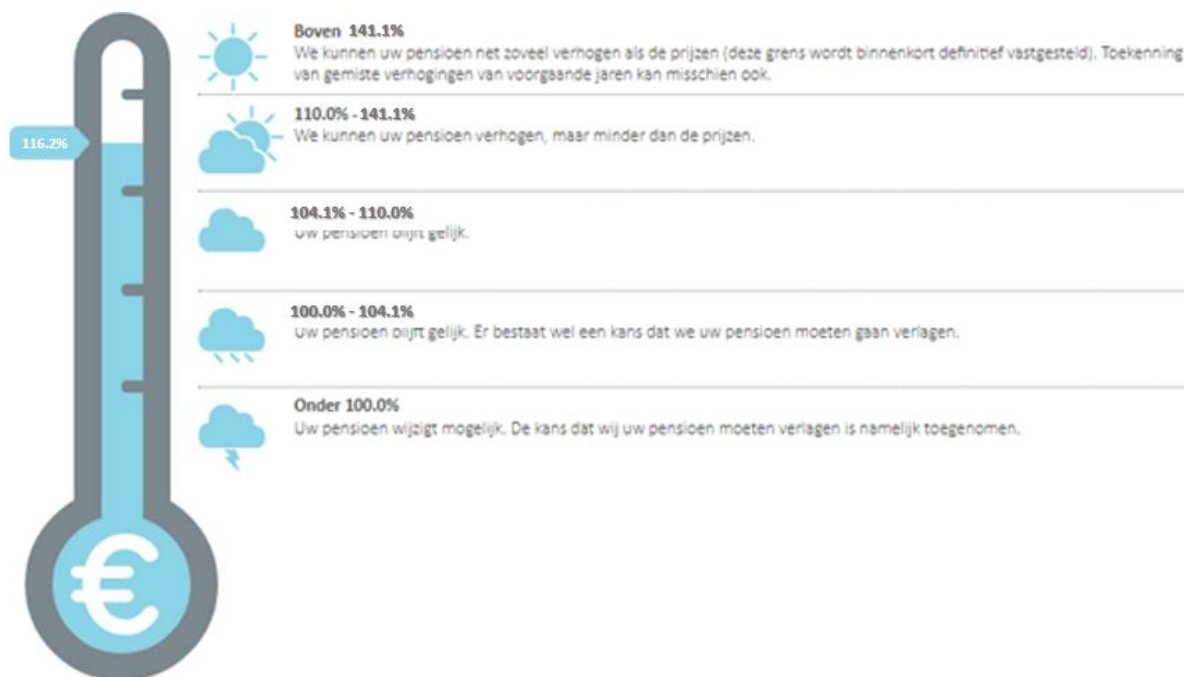 Boven 141.1%
We kunnen uw pensioen net zoveel verhogen als de prijzen (deze grens wordt binnenkort definitief vastgesteld). Toekenning
van gemiste verhogingen van voorgaande jaren kan misschien ook.
110.0% - 141.1%
We kunnen uw pensioen verhogen, maar minder dan de prijzen.
116.2%
104.1% - 110.0%
Uw pensioen blijft gelijk.
100.0% - 104.1%
Uw pensioen blijft gelijk. Er bestaat wel een kans dat we uw pensioen moeten gaan verlagen.
Onder 100.0%
Uw pensioen wijzigt mogelijk. De kans dat wij uw pensioen moeten verlagen is namelijk toegenomen.
€